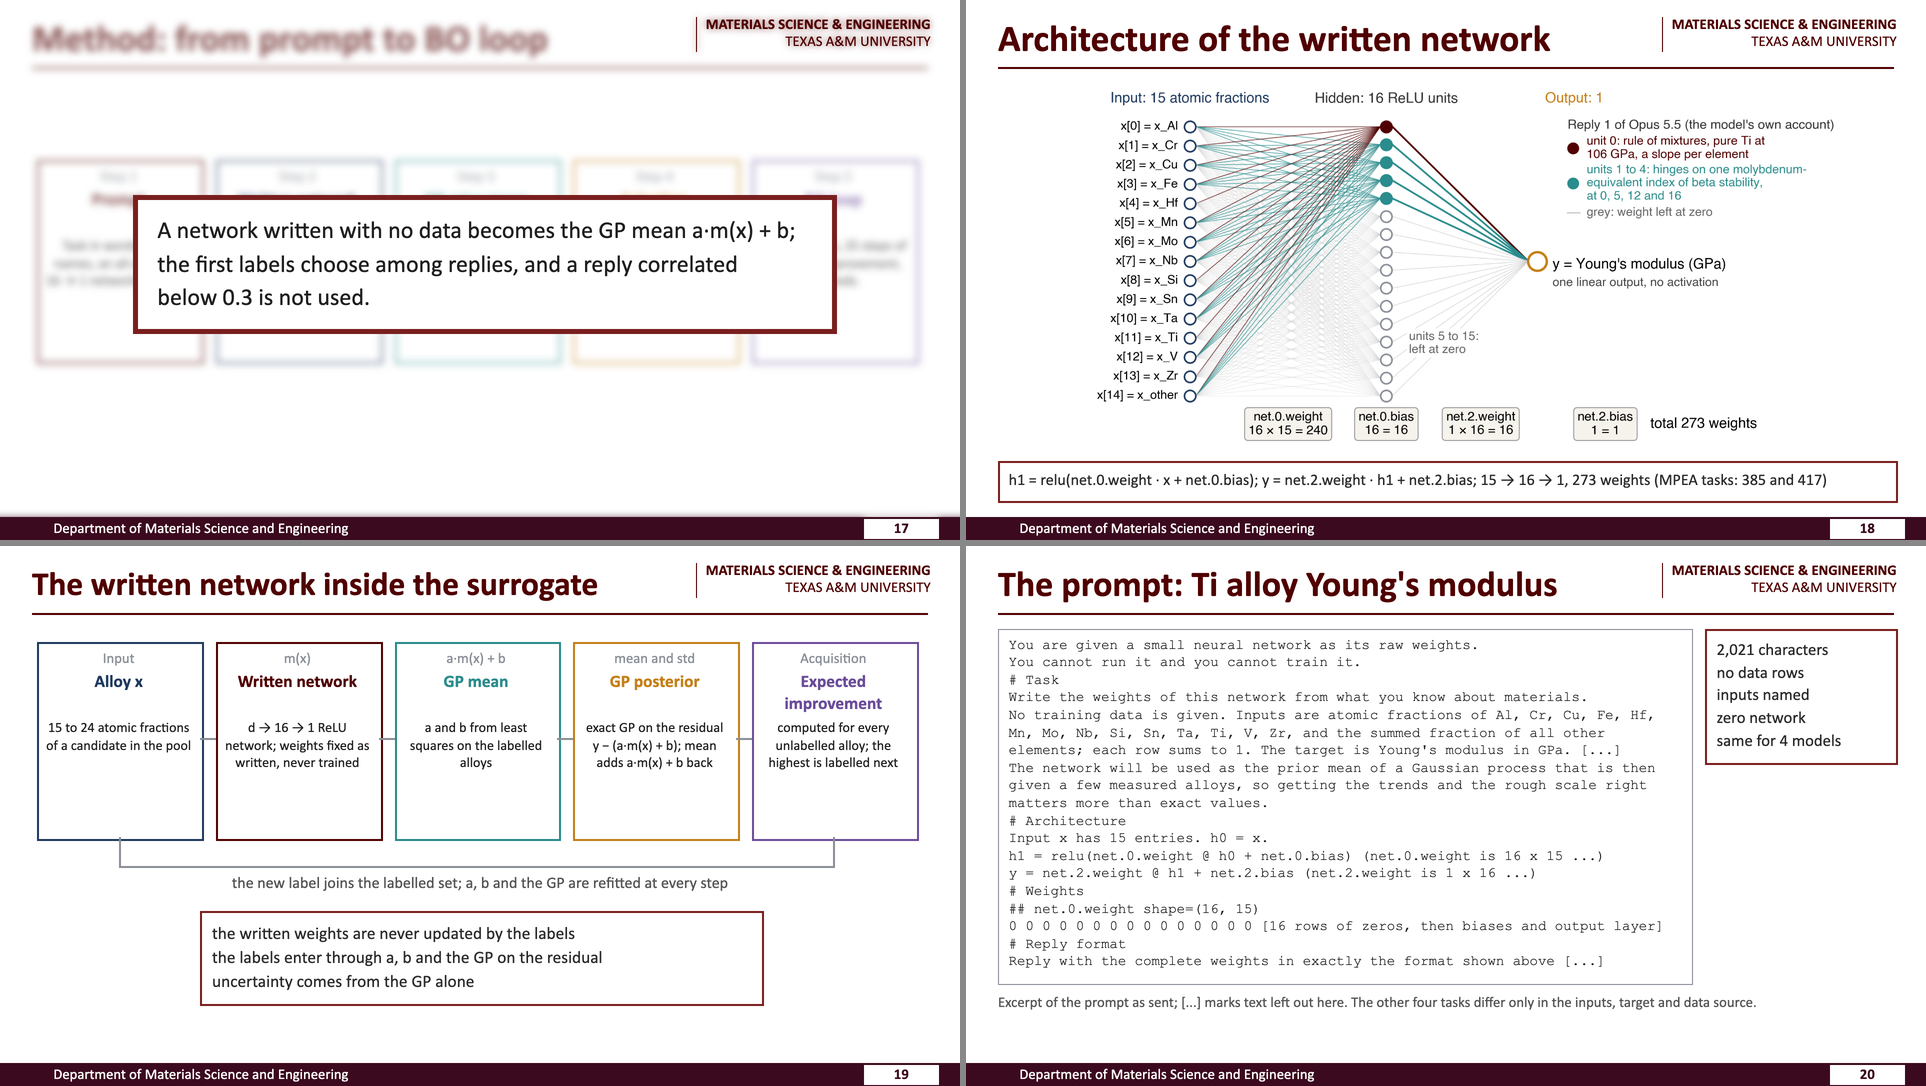 Method: from prompt to BO loop
MATERIALS SCIENCE & ENGINEERING
TEXAS A&M UNIVERSITY
A network written with no data becomes the GP mean a·m(x) + b;
the first labels choose among replies, and a reply correlated
below 0.3 is not used.
Department of Materials Science and Engineering
17
Architecture of the written network
MATERIALS SCIENCE & ENGINEERING
TEXAS A&M UNIVERSITY
Input: 15 atomic fractions
Hidden: 16 ReLU units
Output: 1
x[0] = x_Al
x[1] = x_Cr
x[2] = x_Cu
x[3] = x_Fe
x[4] = x_Hf
x[5] = x_Mn
x[6] = x_Mo
x[7] = x_Nb
x[8] = x_Si
x[9] = x_Sn
x[10] = x_Ta
x[11] = x_Ti
x[12] = x_V
x[13] = x_Zr
x[14] = x_other
Reply 1 of Opus 5.5 (the model's own account)
unit 0: rule of mixtures, pure Ti at
106 GPa, a slope per element
units 1 to 4: hinges on one molybdenum-
equivalent index of beta stability,
at 0, 5, 12 and 16
grey: weight left at zero
y = Young's modulus (GPa)
one linear output, no activation
units 5 to 15:
left at zero
net.0.weight
16 × 15 = 240
net.0.bias
16 = 16
net.2.weight
1 × 16 = 16
net.2.bias
1 = 1
total 273 weights
h1 = relu(net.0.weight · x + net.0.bias); y = net.2.weight · h1 + net.2.bias; 15 → 16 → 1, 273 weights (MPEA tasks: 385 and 417)
Department of Materials Science and Engineering
18
The written network inside the surrogate
MATERIALS SCIENCE & ENGINEERING
TEXAS A&M UNIVERSITY
Input
Alloy x
15 to 24 atomic fractions
of a candidate in the pool
m(x)
Written network
d → 16 → 1 ReLU
network; weights fixed as
written, never trained
a·m(x) + b
GP mean
a and b from least
squares on the labelled
alloys
mean and std
GP posterior
exact GP on the residual
y − (a·m(x) + b); mean
adds a·m(x) + b back
Acquisition
Expected
improvement
computed for every
unlabelled alloy; the
highest is labelled next
the new label joins the labelled set; a, b and the GP are refitted at every step
the written weights are never updated by the labels
the labels enter through a, b and the GP on the residual
uncertainty comes from the GP alone
Department of Materials Science and Engineering
19
The prompt: Ti alloy Young's modulus
MATERIALS SCIENCE & ENGINEERING
TEXAS A&M UNIVERSITY
You are given a small neural network as its raw weights.
You cannot run it and you cannot train it.
# Task
Write the weights of this network from what you know about materials.
No training data is given. Inputs are atomic fractions of Al, Cr, Cu, Fe, Hf,
Mn, Mo, Nb, Si, Sn, Ta, Ti, V, Zr, and the summed fraction of all other
elements; each row sums to 1. The target is Young's modulus in GPa. [...]
The network will be used as the prior mean of a Gaussian process that is then
given a few measured alloys, so getting the trends and the rough scale right
matters more than exact values.
# Architecture
Input x has 15 entries. h0 = x.
h1 = relu(net.0.weight @ h0 + net.0.bias) (net.0.weight is 16 x 15 ...)
y = net.2.weight @ h1 + net.2.bias (net.2.weight is 1 x 16 ...)
# Weights
## net.0.weight shape=(16, 15)
0 0 0 0 0 0 0 0 0 0 0 0 0 0 0 [16 rows of zeros, then biases and output layer]
# Reply format
Reply with the complete weights in exactly the format shown above [...]
2,021 characters
no data rows
inputs named
zero network
same for 4 models
Excerpt of the prompt as sent; [...] marks text left out here. The other four tasks differ only in the inputs, target and data source.
Department of Materials Science and Engineering
20